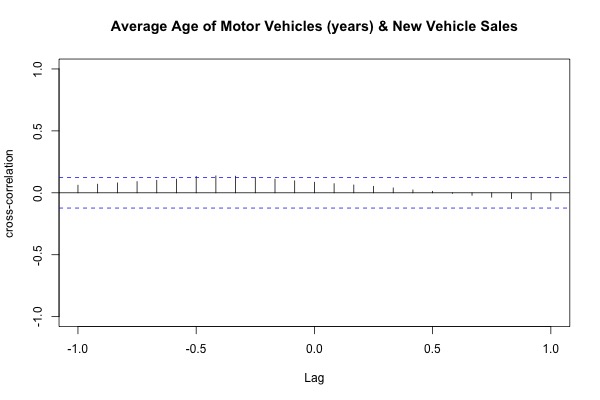 Average Age of Motor Vehicles (years) & New Vehicle Sales
cross-correlation
1.0
0.5
0.0
-0.5
-1.0
-1.0 -0.5 0.0 0.5 1.0
Lag